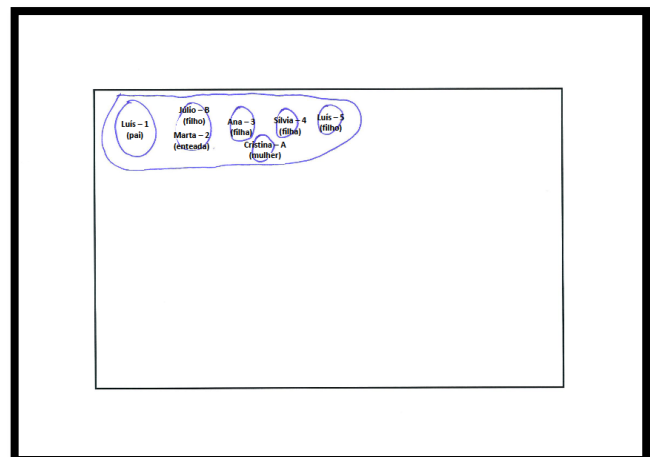 Luís – 1
(pai)
Júlio – B
(filho)
Marta – 2
(enteada)
Ana – 3
(filha)
Sílvia – 4
(filha)
Luís – 5
(filho)
Cristina – A
(mulher)